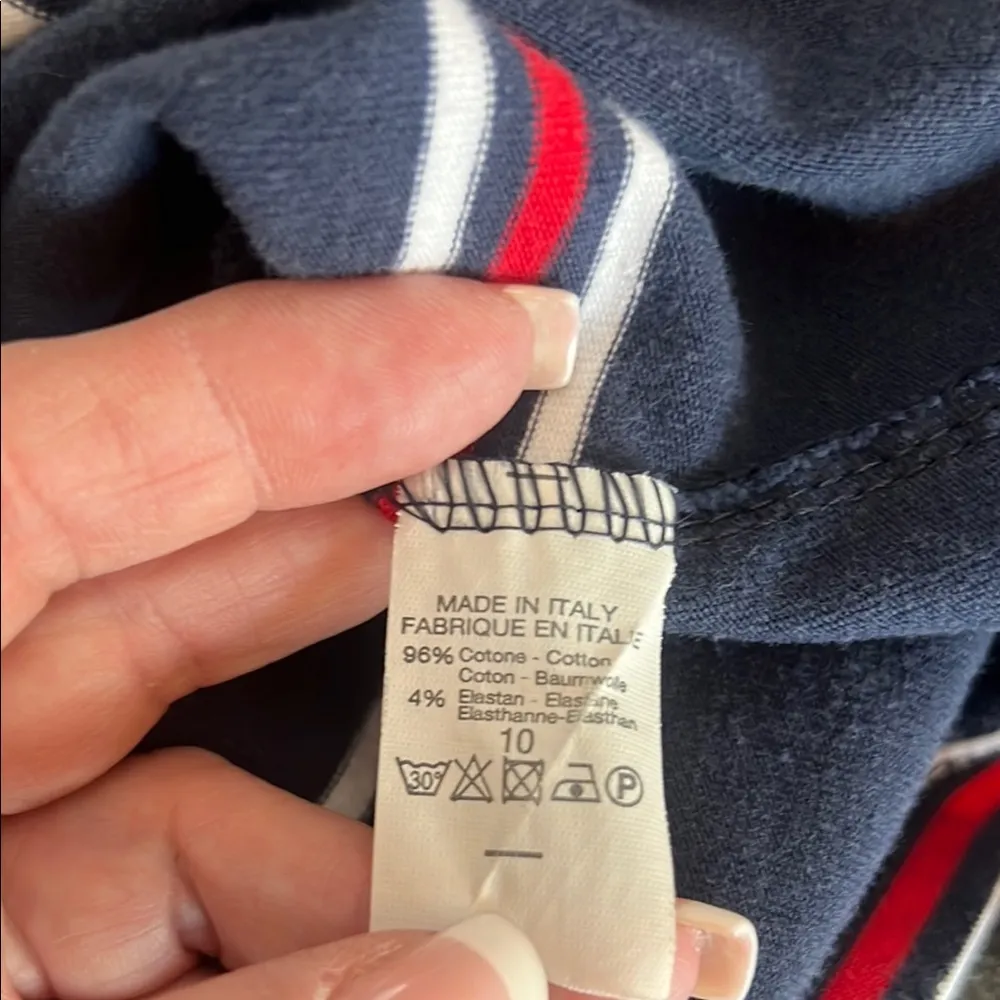 MADE IN ITALY
FABRIQUE EN ITALIE
96% Cotone - Cotton
Coton - Baumwolle
4% Elastan - Elastane
Elasthanne-Elasthan
10
30° P